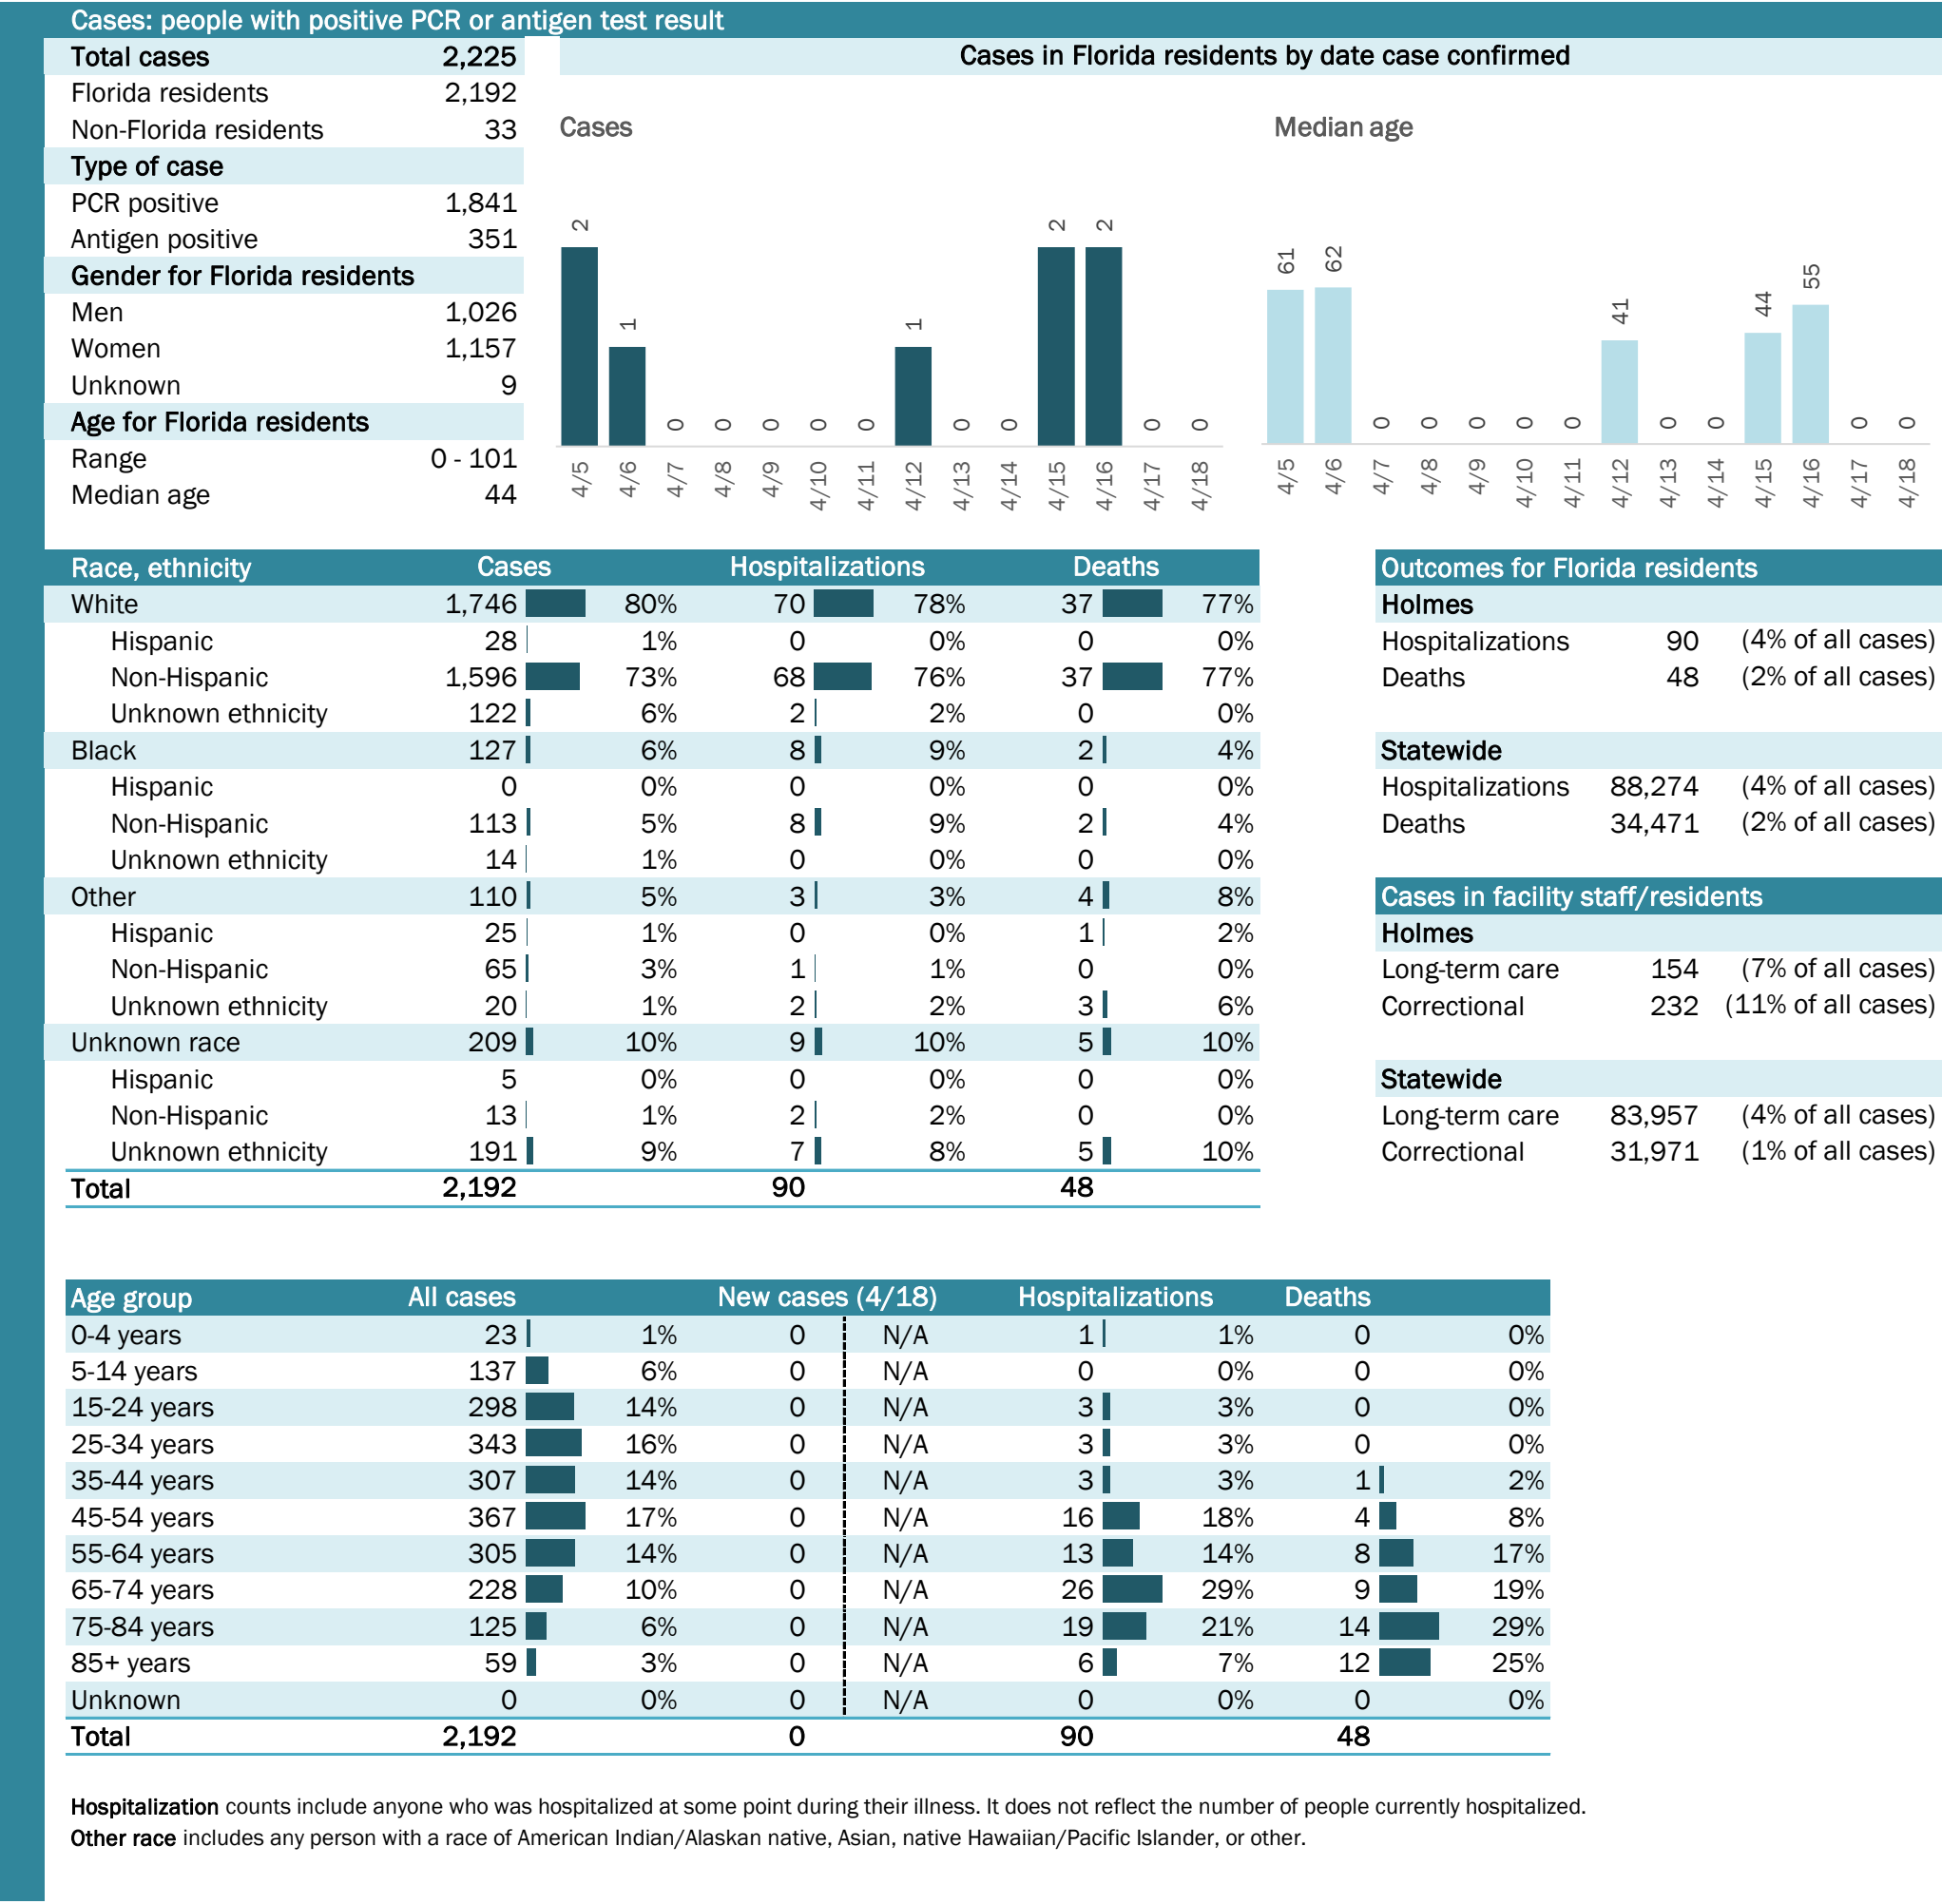 Cases: people with positive PCR or antigen test result
Total cases 2,225
Florida residents 2,192
Non-Florida residents 33
Type of case
PCR positive 1,841
Antigen positive 351
Gender for Florida residents
Men 1,026
Women 1,157
Unknown 9
Age for Florida residents
Range 0 - 101
Median age 44
Cases in Florida residents by date case confirmed
Cases
2 1 0 0 0 0 0 1 0 0 2 2 0 0
4/5 4/6 4/7 4/8 4/9 4/10 4/11 4/12 4/13 4/14 4/15 4/16 4/17 4/18
Median age
61 62 0 0 0 0 0 41 0 0 44 55 0 0
4/5 4/6 4/7 4/8 4/9 4/10 4/11 4/12 4/13 4/14 4/15 4/16 4/17 4/18
Race, ethnicity Cases Hospitalizations Deaths
White 1,746 80% 70 78% 37 77%
Hispanic 28 1% 0 0% 0 0%
Non-Hispanic 1,596 73% 68 76% 37 77%
Unknown ethnicity 122 6% 2 2% 0 0%
Black 127 6% 8 9% 2 4%
Hispanic 0 0% 0 0% 0 0%
Non-Hispanic 113 5% 8 9% 2 4%
Unknown ethnicity 14 1% 0 0% 0 0%
Other 110 5% 3 3% 4 8%
Hispanic 25 1% 0 0% 1 2%
Non-Hispanic 65 3% 1 1% 0 0%
Unknown ethnicity 20 1% 2 2% 3 6%
Unknown race 209 10% 9 10% 5 10%
Hispanic 5 0% 0 0% 0 0%
Non-Hispanic 13 1% 2 2% 0 0%
Unknown ethnicity 191 9% 7 8% 5 10%
Total 2,192 90 48
Outcomes for Florida residents
Holmes
Hospitalizations 90 (4% of all cases)
Deaths 48 (2% of all cases)
Statewide
Hospitalizations 88,274 (4% of all cases)
Deaths 34,471 (2% of all cases)
Cases in facility staff/residents
Holmes
Long-term care 154 (7% of all cases)
Correctional 232 (11% of all cases)
Statewide
Long-term care 83,957 (4% of all cases)
Correctional 31,971 (1% of all cases)
Age group All cases New cases (4/18) Hospitalizations Deaths
0-4 years 23 1% 0 N/A 1 1% 0 0%
5-14 years 137 6% 0 N/A 0 0% 0 0%
15-24 years 298 14% 0 N/A 3 3% 0 0%
25-34 years 343 16% 0 N/A 3 3% 0 0%
35-44 years 307 14% 0 N/A 3 3% 1 2%
45-54 years 367 17% 0 N/A 16 18% 4 8%
55-64 years 305 14% 0 N/A 13 14% 8 17%
65-74 years 228 10% 0 N/A 26 29% 9 19%
75-84 years 125 6% 0 N/A 19 21% 14 29%
85+ years 59 3% 0 N/A 6 7% 12 25%
Unknown 0 0% 0 N/A 0 0% 0 0%
Total 2,192 0 90 48
Hospitalization counts include anyone who was hospitalized at some point during their illness. It does not reflect the number of people currently hospitalized.
Other race includes any person with a race of American Indian/Alaskan native, Asian, native Hawaiian/Pacific Islander, or other.